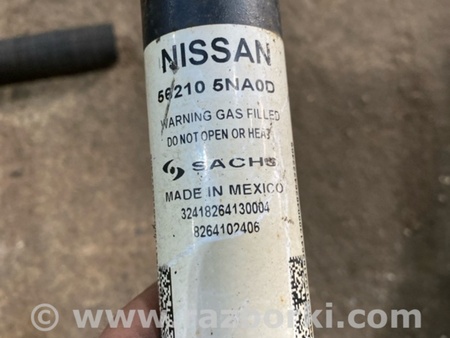 NISSAN
56210 5NA0D
WARNING GAS FILLED
DO NOT OPEN OR HEAT
SACHS
MADE IN MEXICO
32418264130004
8264102406
© www.razborki.com